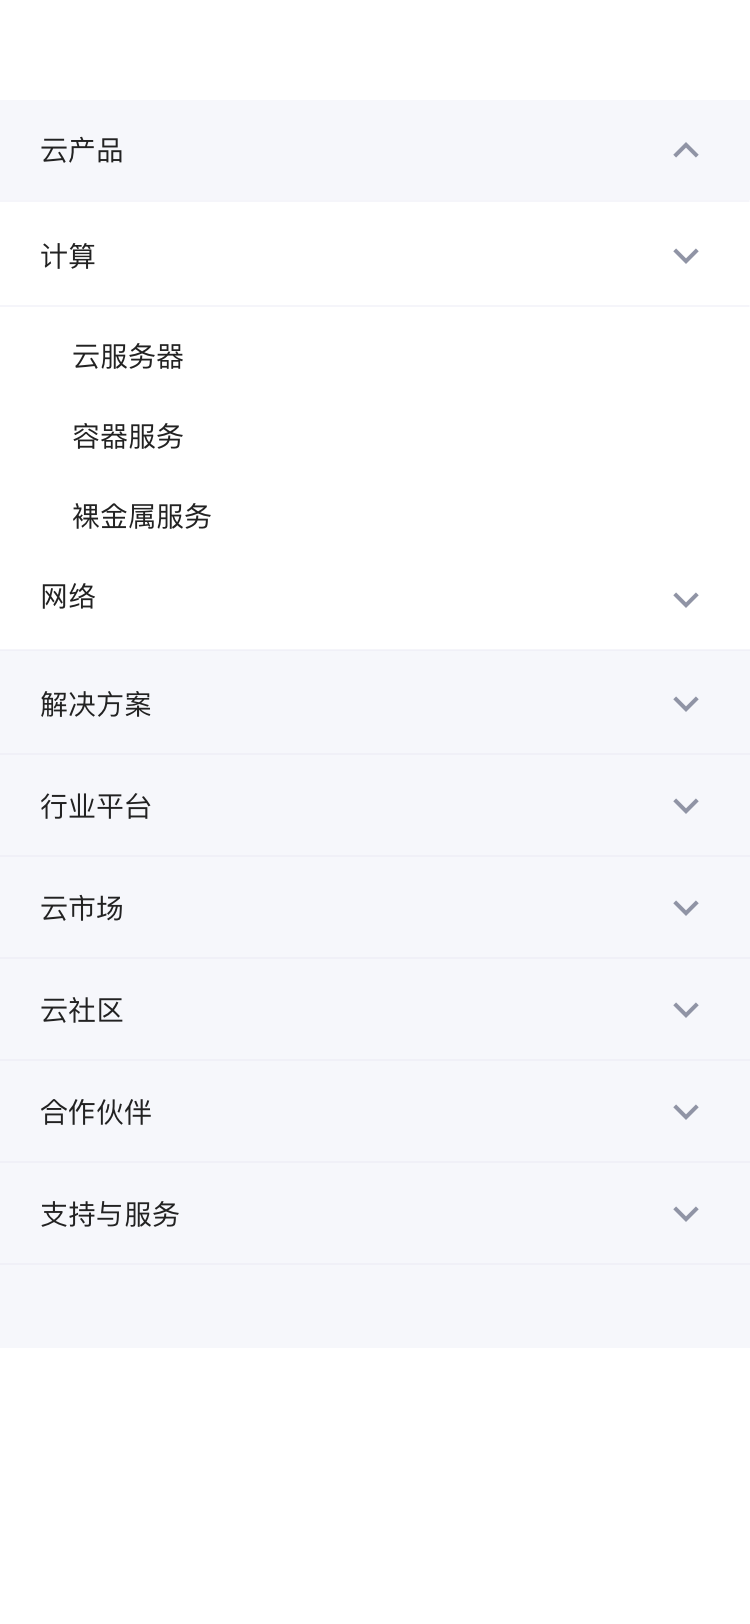 云产品
计算
云服务器
容器服务
裸金属服务
网络
解决方案
行业平台
云市场
云社区
合作伙伴
支持与服务